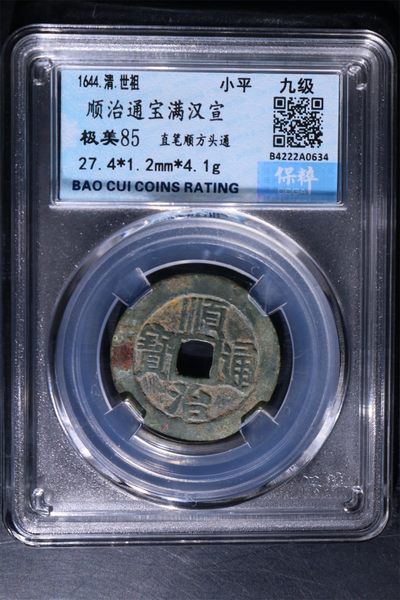 1644.清.世祖 小平 九级
顺治通宝满汉宣
极美85 直笔顺方头通
27.4*1.2mm*4.1g B4222A0634
BAO CUI COINS RATING 保粹
順
寳 通
治